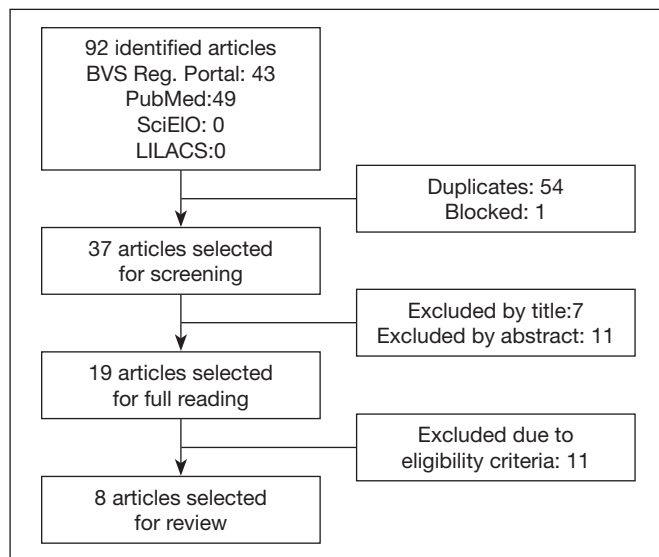 92 identified articles
BVS Reg. Portal: 43
PubMed:49
SciElO: 0
LILACS:0
Duplicates: 54
Blocked: 1
37 articles selected
for screening
Excluded by title:7
Excluded by abstract: 11
19 articles selected
for full reading
Excluded due to
eligibility criteria: 11
8 articles selected
for review